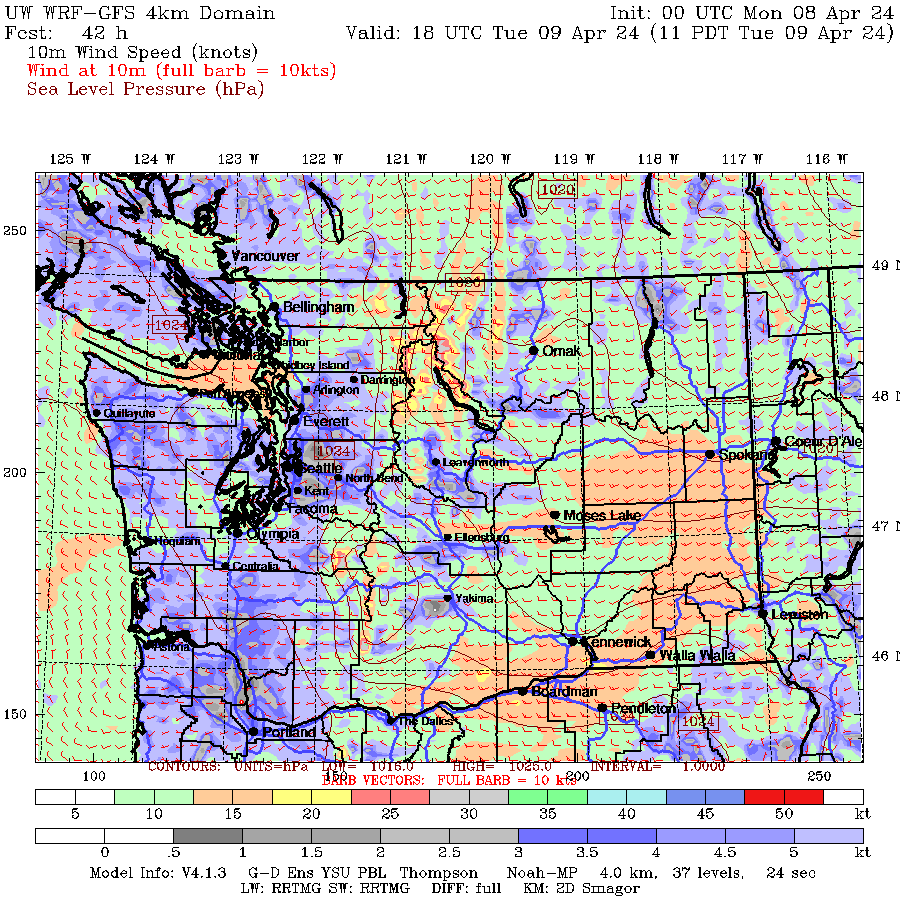 UW WRF-GFS 4km Domain Init: 00 UTC Mon 08 Apr 24
Fcst: 42 h Valid: 18 UTC Tue 09 Apr 24 (11 PDT Tue 09 Apr 24)
10m Wind Speed (knots)
Wind at 10m (full barb = 10kts)
Sea Level Pressure (hPa)
125 W 124 W 123 W 122 W 121 W 120 W 119 W 118 W 117 W 116 W
1020
250
Vancouver
49 N
1020
Bellingham
1024
Harbor
Omak
Whidbey Island
Darrington
Arlington
48 N
Quillayute
Everett
Coeur D'Ale
1024
1020
Spokane
Leavenworth
200
Seattle
North Bend
Kent
Tacoma
Moses Lake
47 N
Olympia
Ellensburg
Hoquiam
Centralia
Yakima
Lewiston
Kennewick
Astoria
Walla Walla
46 N
Boardman
Pendleton
150
The Dalles
1024
Portland
CONTOURS: UNITS=hPa LOW= 1016.0 HIGH= 1025.0 INTERVAL= 1.0000
BARB VECTORS: FULL BARB = 10 kts
100 150 200 250
5 10 15 20 25 30 35 40 45 50 kt
0 .5 1 1.5 2 2.5 3 3.5 4 4.5 5 kt
Model Info: V4.1.3 G-D Ens YSU PBL Thompson Noah-MP 4.0 km, 37 levels, 24 sec
LW: RRTMG SW: RRTMG DIFF: full KM: 2D Smagor